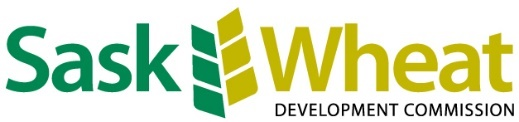 Sask Wheat
DEVELOPMENT COMMISSION